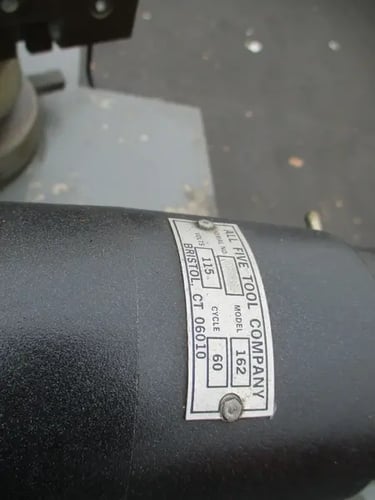 ALL FIVE TOOL COMPANY
SERIAL NO. MODEL 162
VOLTS 115 CYCLE 60
BRISTOL, CT 06010